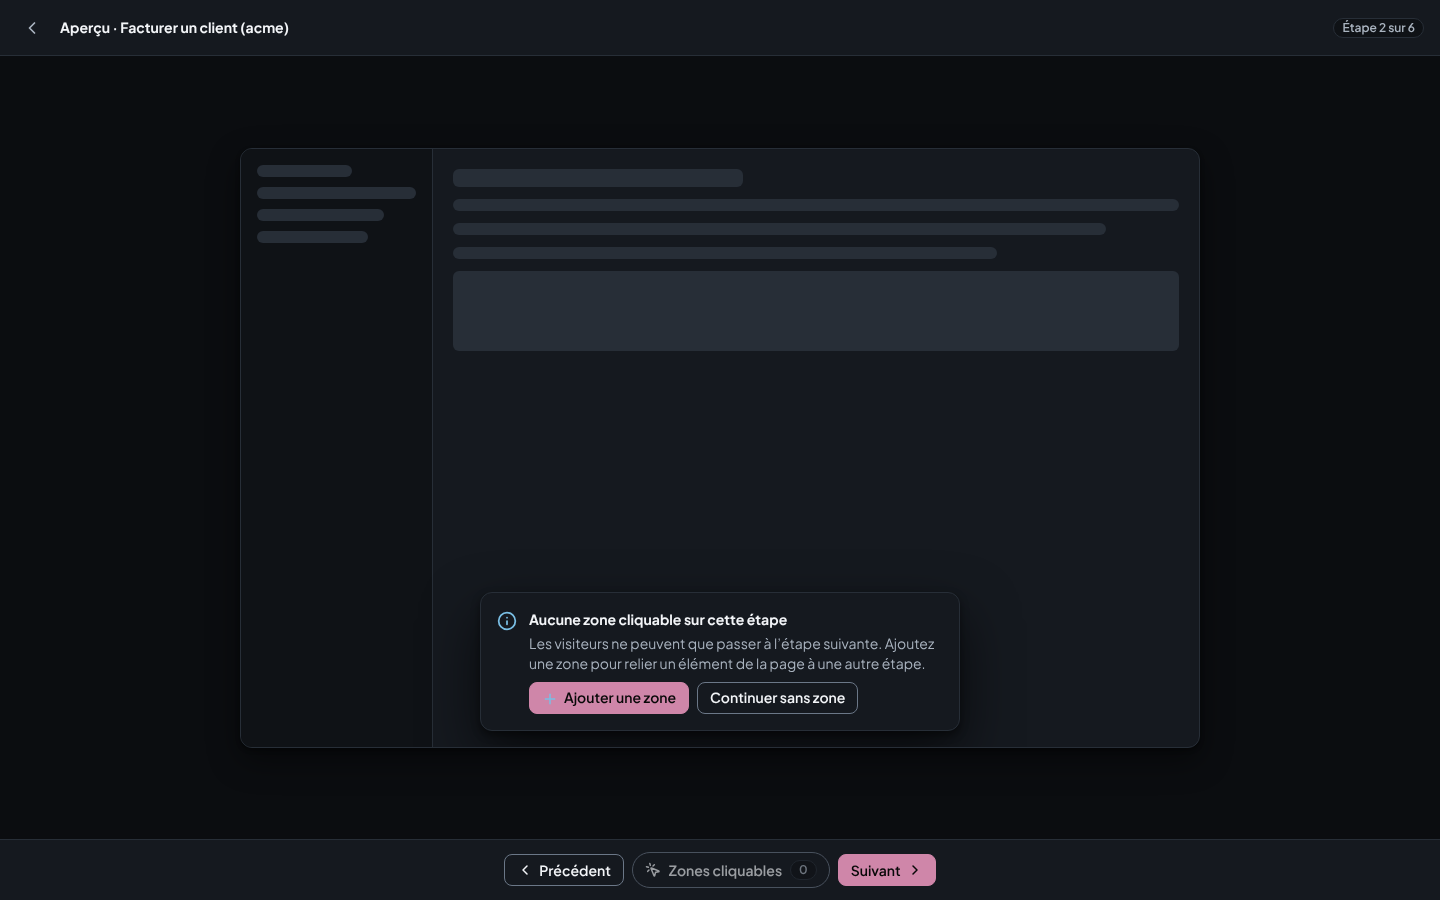 Aperçu · Facturer un client (acme)
Étape 2 sur 6
Aucune zone cliquable sur cette étape
Les visiteurs ne peuvent que passer à l'étape suivante. Ajoutez
une zone pour relier un élément de la page à une autre étape.
Ajouter une zone
Continuer sans zone
Précédent
Zones cliquables 0
Suivant